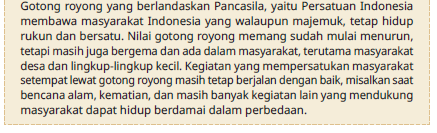 Gotong royong yang berlandaskan Pancasila, yaitu Persatuan Indonesia
membawa masyarakat Indonesia yang walaupun majemuk, tetap hidup
rukun dan bersatu. Nilai gotong royong memang sudah mulai menurun,
tetapi masih juga bergema dan ada dalam masyarakat, terutama masyarakat
desa dan lingkup-lingkup kecil. Kegiatan yang mempersatukan masyarakat
setempat lewat gotong royong masih tetap berjalan dengan baik, misalkan saat
bencana alam, kematian, dan masih banyak kegiatan lain yang mendukung
masyarakat dapat hidup berdamai dalam perbedaan.